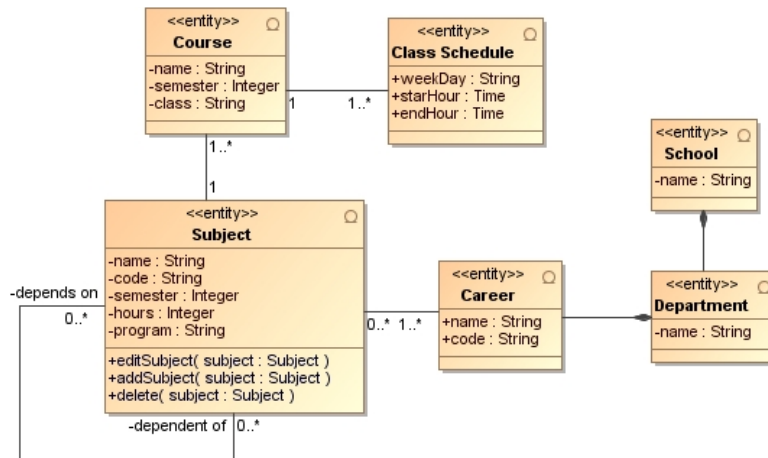 <<entity>>
Course
-name : String
-semester : Integer
-class : String
<<entity>>
Class Schedule
+weekDay : String
+starHour : Time
+endHour : Time
1
1..*
1..*
1
<<entity>>
School
-name : String
<<entity>>
Subject
-name : String
-code : String
-semester : Integer
-hours : Integer
-program : String
+editSubject( subject : Subject )
+addSubject( subject : Subject )
+delete( subject : Subject )
-depends on
0..*
-dependent of
0..*
0..*
1..*
<<entity>>
Career
+name : String
+code : String
<<entity>>
Department
-name : String